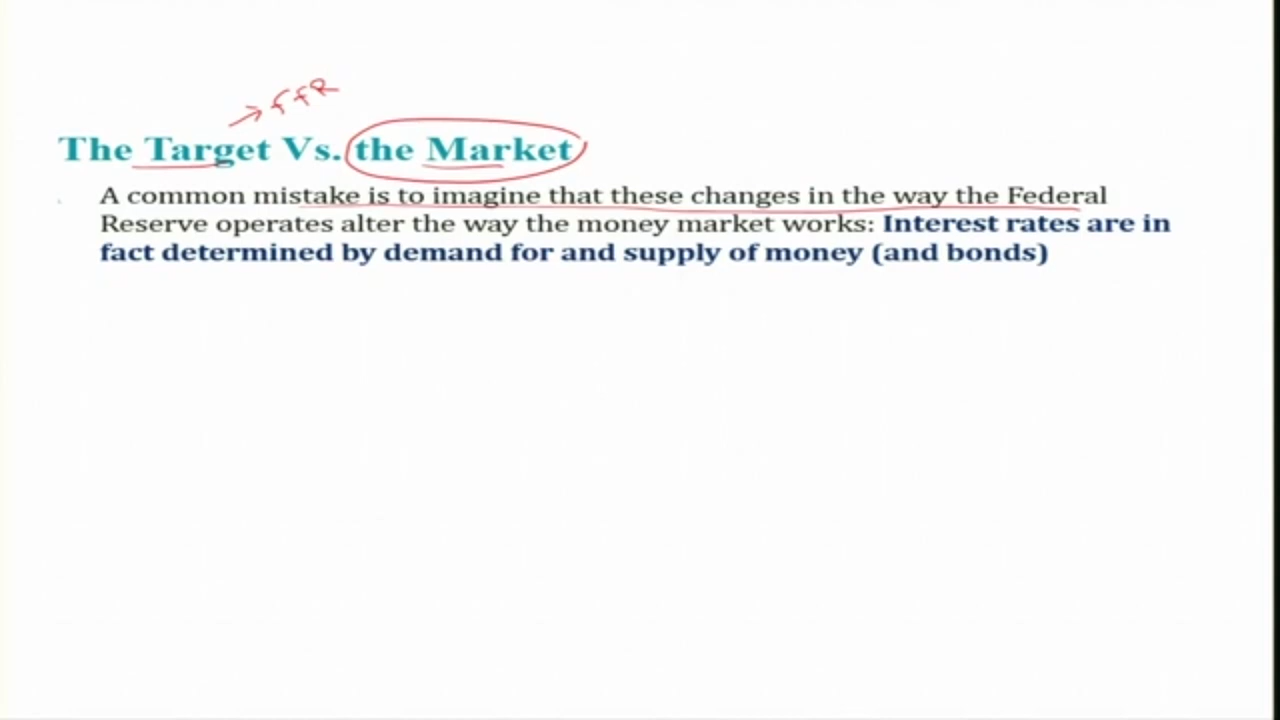 → FFR
The Target Vs. the Market
A common mistake is to imagine that these changes in the way the Federal
Reserve operates alter the way the money market works: Interest rates are in
fact determined by demand for and supply of money (and bonds)